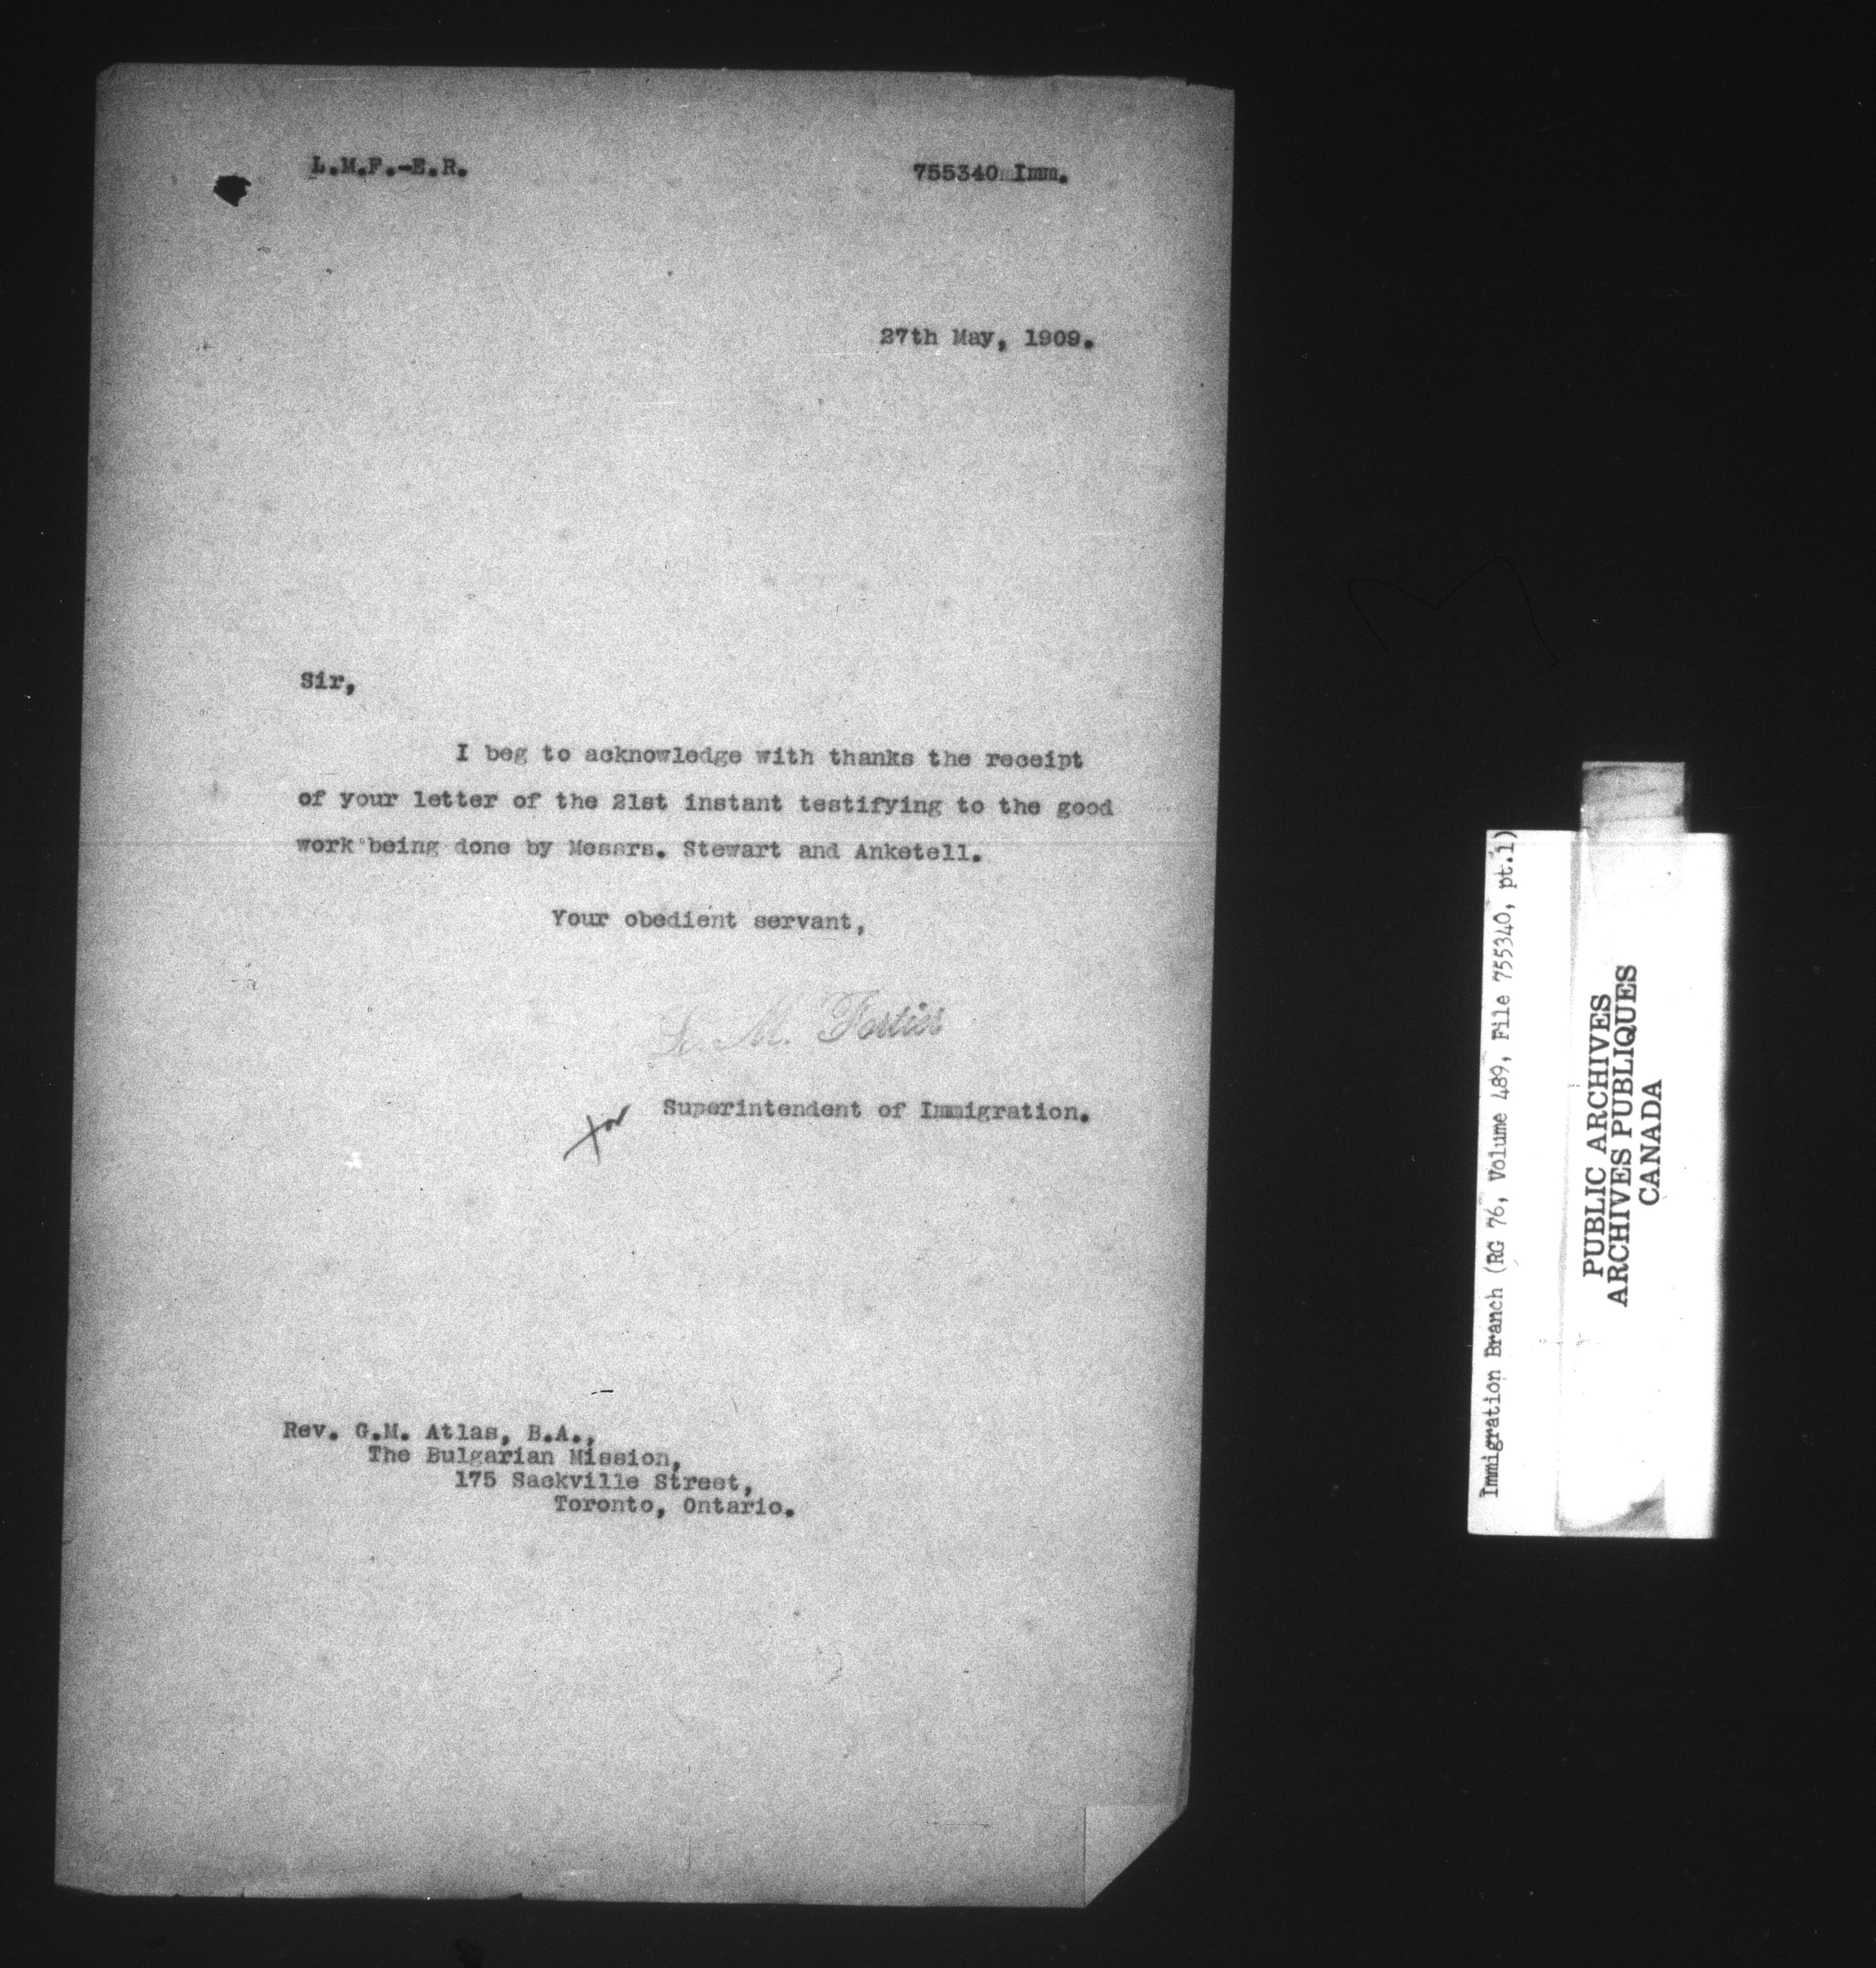 L.M.F.-E.R.
755340 Imm.
27th May, 1909.
Sir,
I beg to acknowledge with thanks the receipt
of your letter of the 21st instant testifying to the good
work being done by Messrs. Stewart and Anketell.
Your obedient servant,
L. M. Fortier
for Superintendent of Immigration.
Rev. G.M. Atlas, B.A.,
The Bulgarian Mission,
175 Sackville Street,
Toronto, Ontario.
Immigration Branch (RG 76, Volume 489, File 755340, pt.1)
PUBLIC ARCHIVES
ARCHIVES PUBLIQUES
CANADA